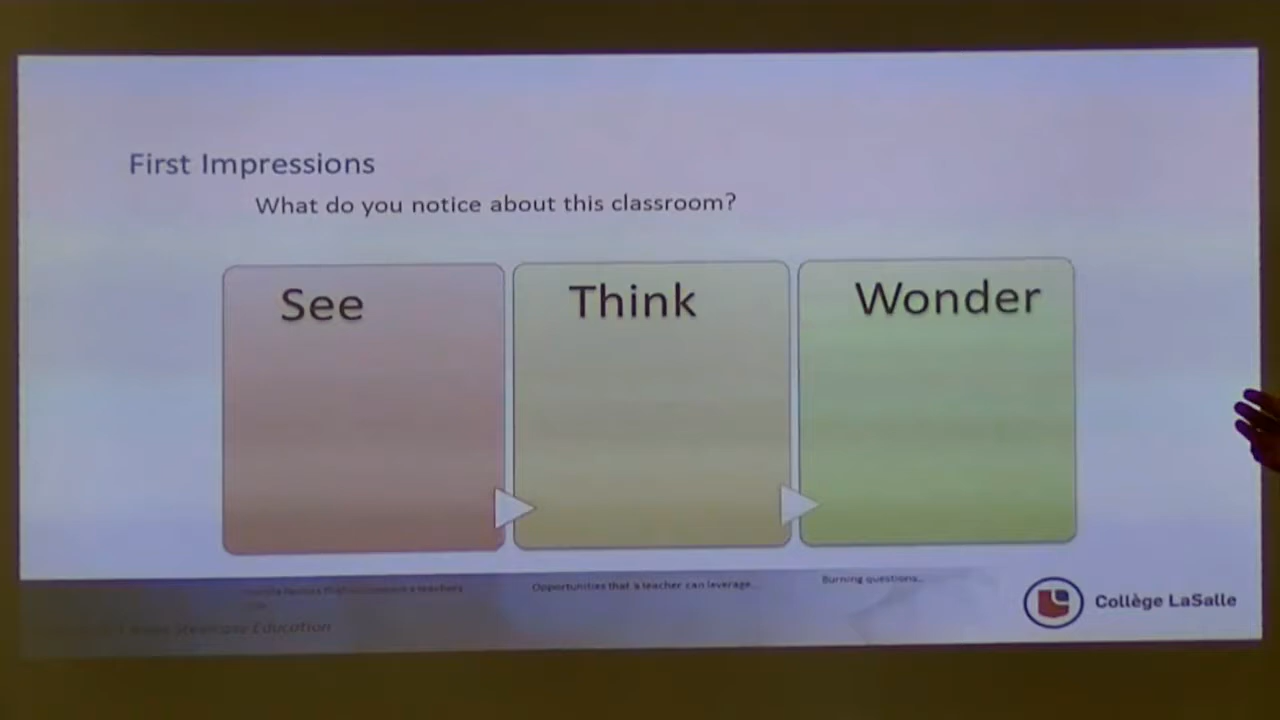 First Impressions
What do you notice about this classroom?
See
Think
Wonder
Opportunities that a teacher can leverage...
Burning questions...
Education
Collège LaSalle